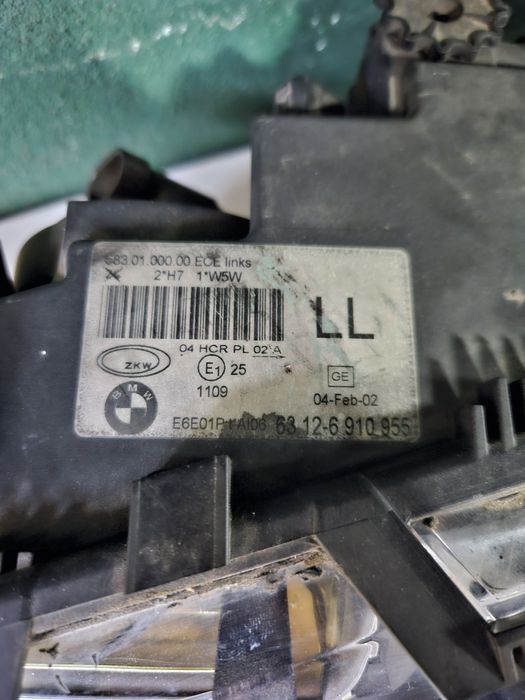 583.01.000.00 ECE links
2*H7 1*W5W
LL
04 HCR PL 02 A
ZKW
E1 25
GE
BMW
1109
04-Feb-02
63 12-6 910 955